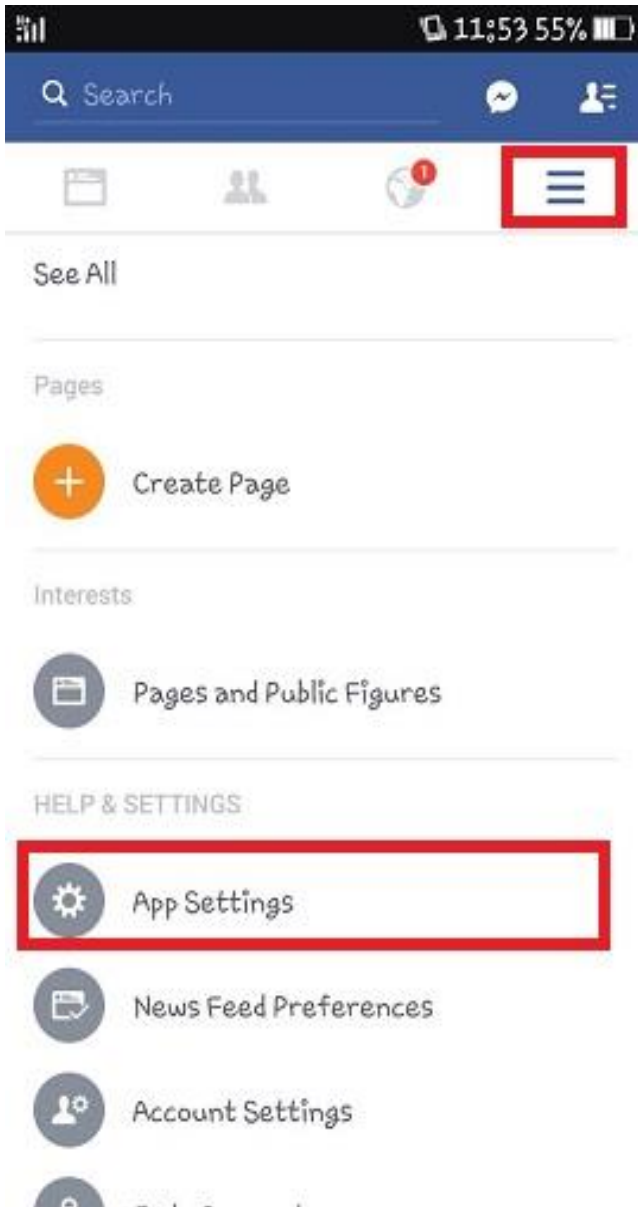 11:53 55%
Search
1
See All
Pages
Create Page
Interests
Pages and Public Figures
HELP & SETTINGS
App Settings
News Feed Preferences
Account Settings